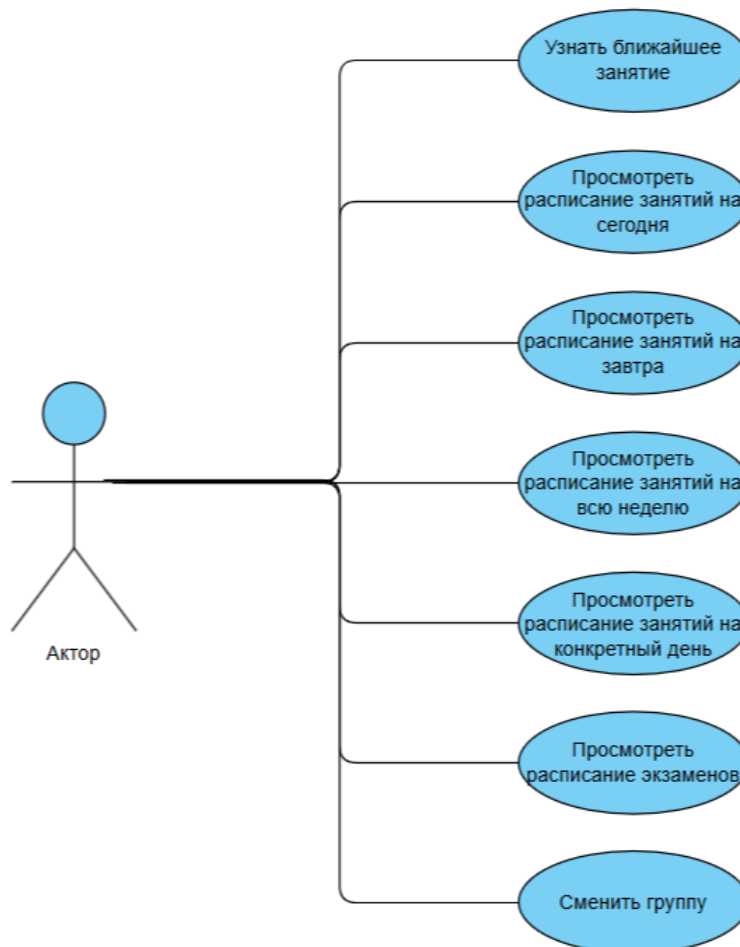 Узнать ближайшее
занятие
Просмотреть
расписание занятий на
сегодня
Просмотреть
расписание занятий на
завтра
Просмотреть
расписание занятий на
всю неделю
Просмотреть
расписание занятий на
конкретный день
Актор
Просмотреть
расписание экзаменов
Сменить группу